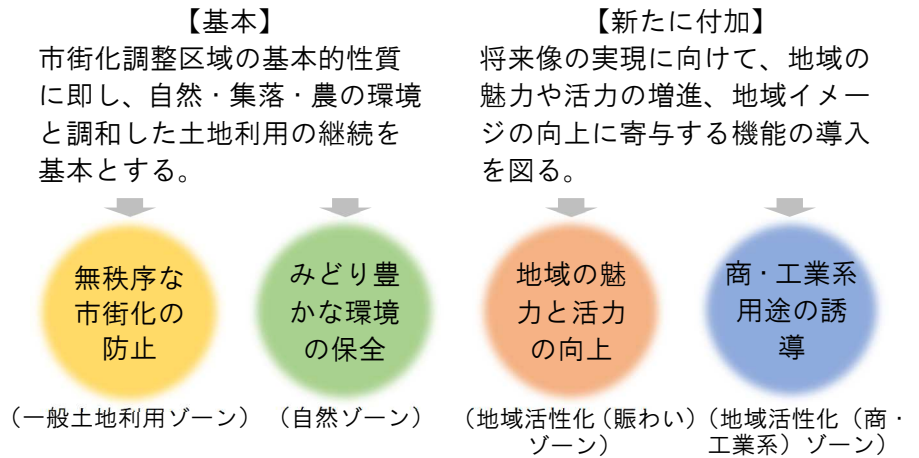 【基本】
市街化調整区域の基本的性質
に即し、自然・集落・農の環境
と調和した土地利用の継続を
基本とする。
【新たに付加】
将来像の実現に向けて、地域の
魅力や活力の増進、地域イメー
ジの向上に寄与する機能の導入
を図る。
無秩序な
市街化の
防止
（一般土地利用ゾーン）
みどり豊
かな環境
の保全
（自然ゾーン）
地域の魅
力と活力
の向上
（地域活性化（賑わい）
ゾーン）
商・工業系
用途の誘
導
（地域活性化（商・
工業系）ゾーン）